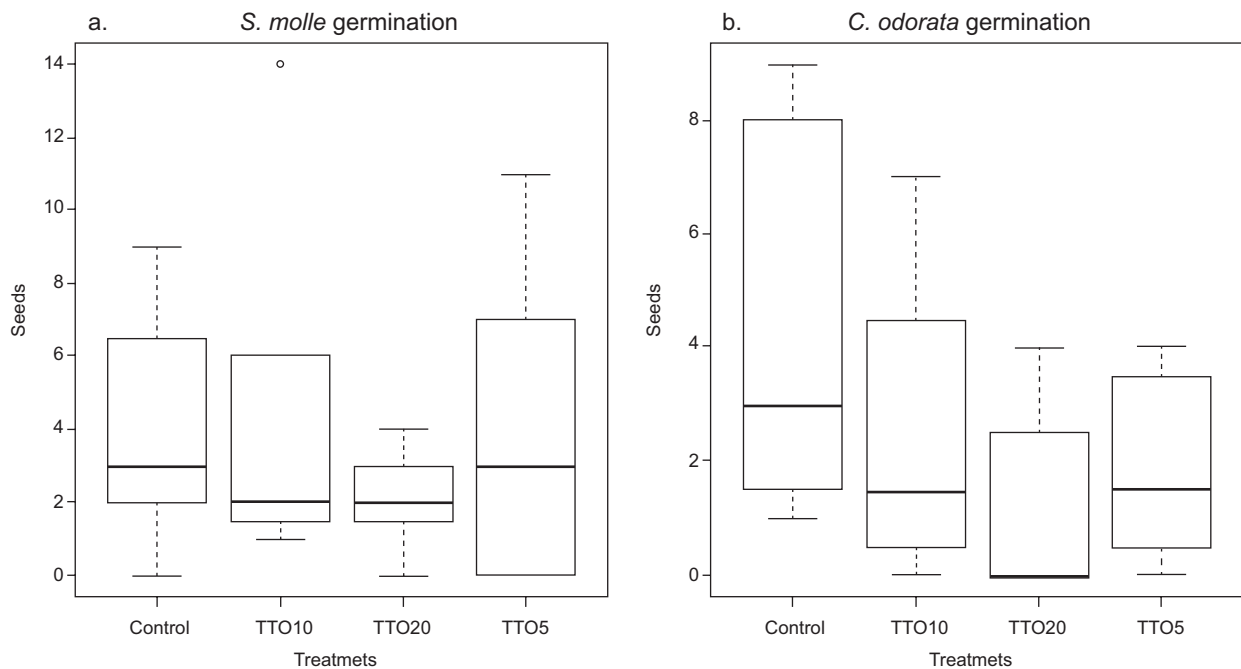 a. S. molle germination
14
12
10
8
6
4
2
0
Seeds
Control TTO10 TTO20 TTO5
Treatmets
b. C. odorata germination
8
6
4
2
0
Seeds
Control TTO10 TTO20 TTO5
Treatmets